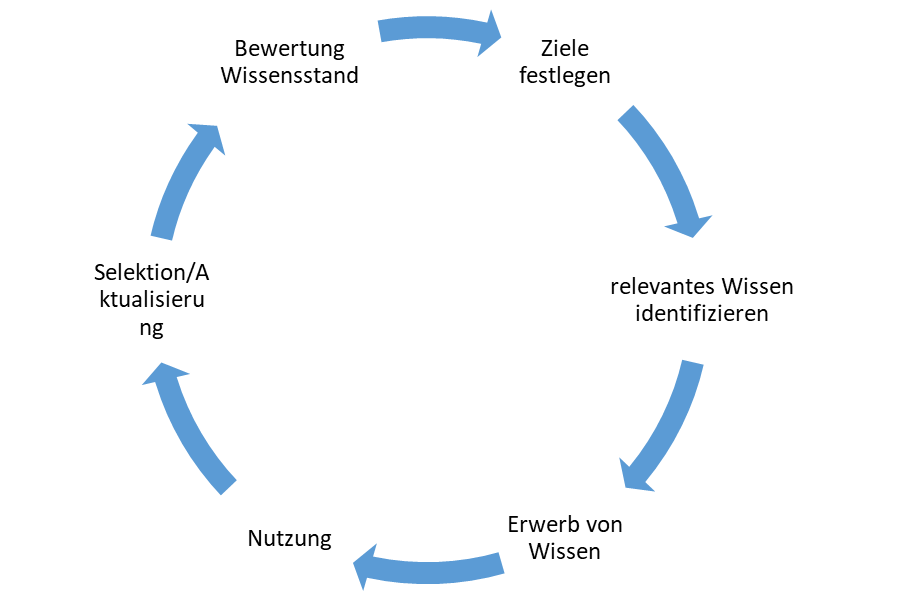 Bewertung
Wissensstand
Ziele
festlegen
relevantes Wissen
identifizieren
Erwerb von
Wissen
Nutzung
Selektion/A
ktualisieru
ng